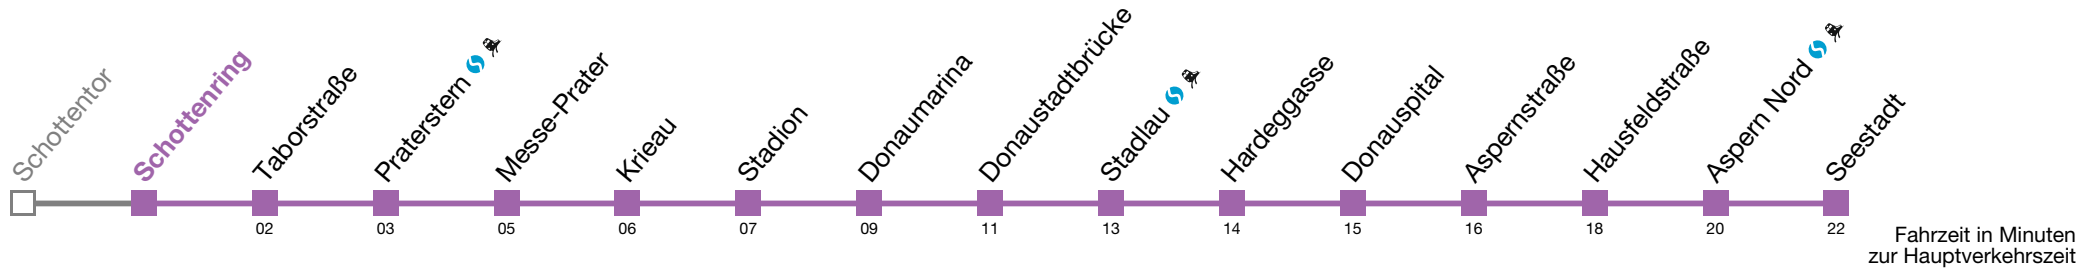 Schottentor
Schottenring
Taborstraße
Praterstern
Messe-Prater
Krieau
Stadion
Donaumarina
Donaustadtbrücke
Stadlau
Hardeggasse
Donauspital
Aspernstraße
Hausfeldstraße
Aspern Nord
Seestadt
02 03 05 06 07 09 11 13 14 15 16 18 20 22
Fahrzeit in Minuten
zur Hauptverkehrszeit